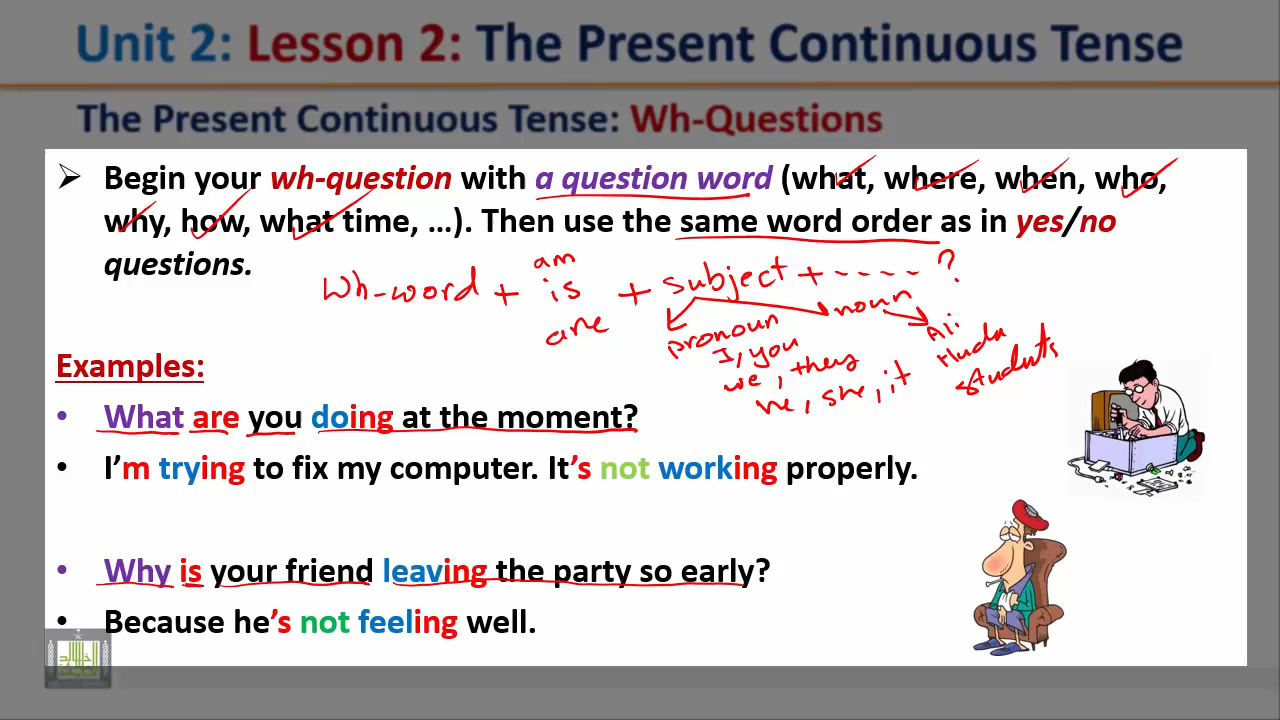 Unit 2: Lesson 2: The Present Continuous Tense
The Present Continuous Tense: Wh-Questions
➢ Begin your wh-question with a question word (what, where, when, who,
why, how, what time, …). Then use the same word order as in yes/no
questions.
am
Wh-word + is + subject + ---- ?
are
pronoun
noun
I, you
we, they
he, she, it
Ali
Huda
students
Examples:
• What are you doing at the moment?
• I'm trying to fix my computer. It's not working properly.
• Why is your friend leaving the party so early?
• Because he's not feeling well.